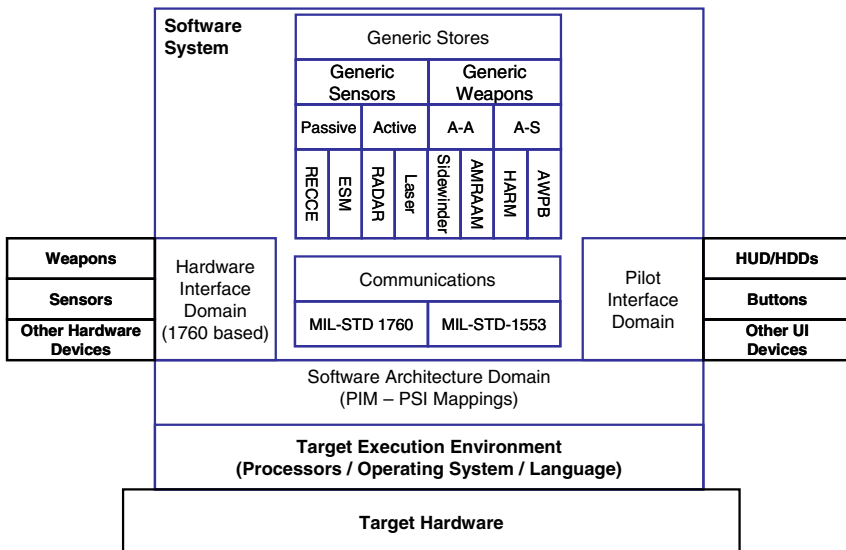 Software
System
Generic Stores
Generic
Sensors
Generic
Weapons
Passive
Active
A-A
A-S
RECCE
ESM
RADAR
Laser
Sidewinder
AMRAAM
HARM
AWPB
Weapons
Sensors
Other Hardware
Devices
Hardware
Interface
Domain
(1760 based)
Communications
MIL-STD 1760
MIL-STD-1553
Pilot
Interface
Domain
HUD/HDDs
Buttons
Other UI
Devices
Software Architecture Domain
(PIM – PSI Mappings)
Target Execution Environment
(Processors / Operating System / Language)
Target Hardware